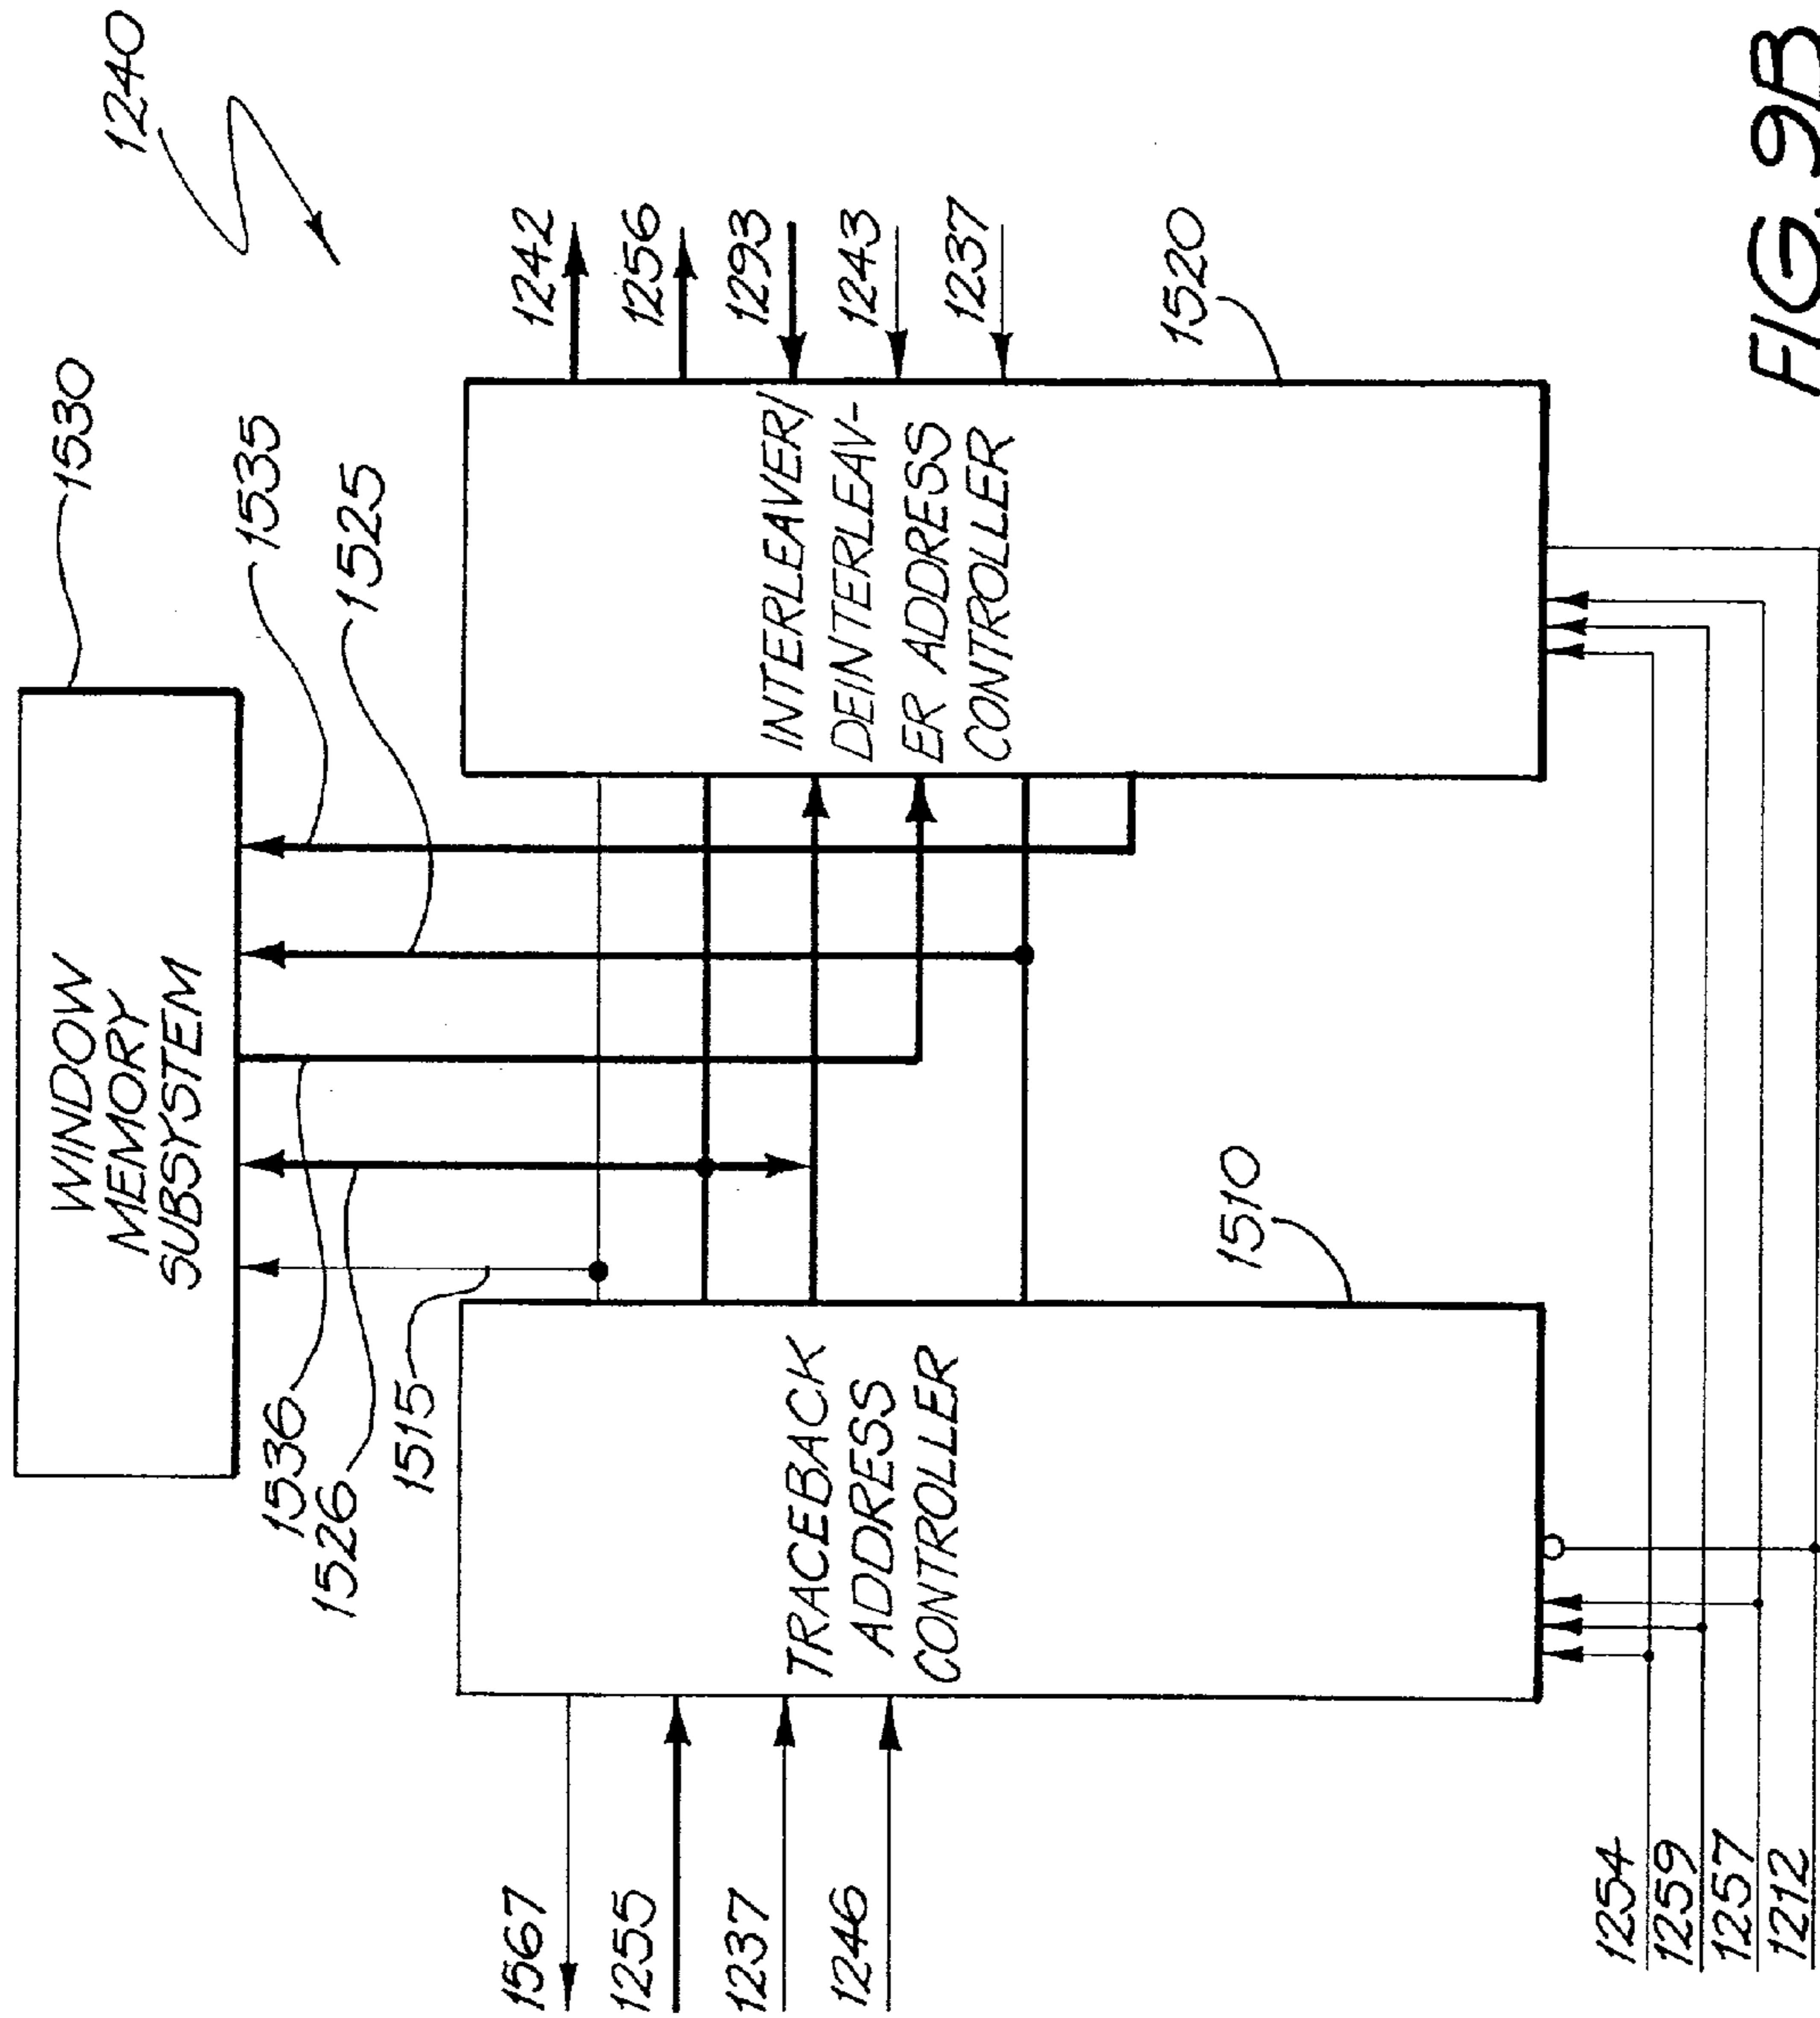 1240
1530
WINDOW
MEMORY
SUBSYSTEM
1535
1525
1536
1526
1515
1567
1255
1237
1246
TRACEBACK
ADDRESS
CONTROLLER
1510
INTERLEAVER/
DEINTERLEAV-
ER ADDRESS
CONTROLLER
1242
1256
1293
1243
1237
1520
1254
1259
1257
1212
FIG. 9B